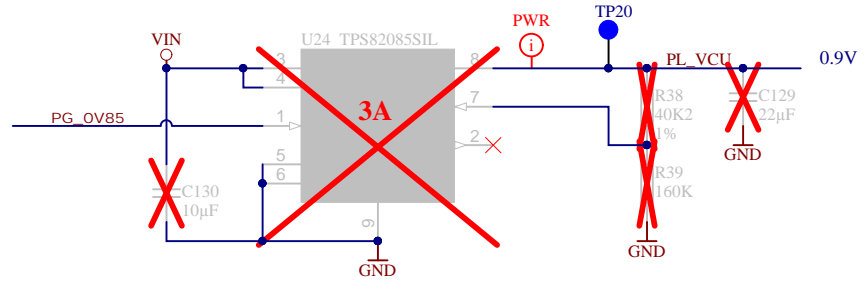 U24 TPS82085SIL
PWR
i
TP20
VIN
3
4
8
PL_VCU
0.9V
3A
PG_0V85
1
7
R38
40K2
1%
C129
22µF
2
GND
5
6
C130
10µF
R39
160K
9
GND
GND